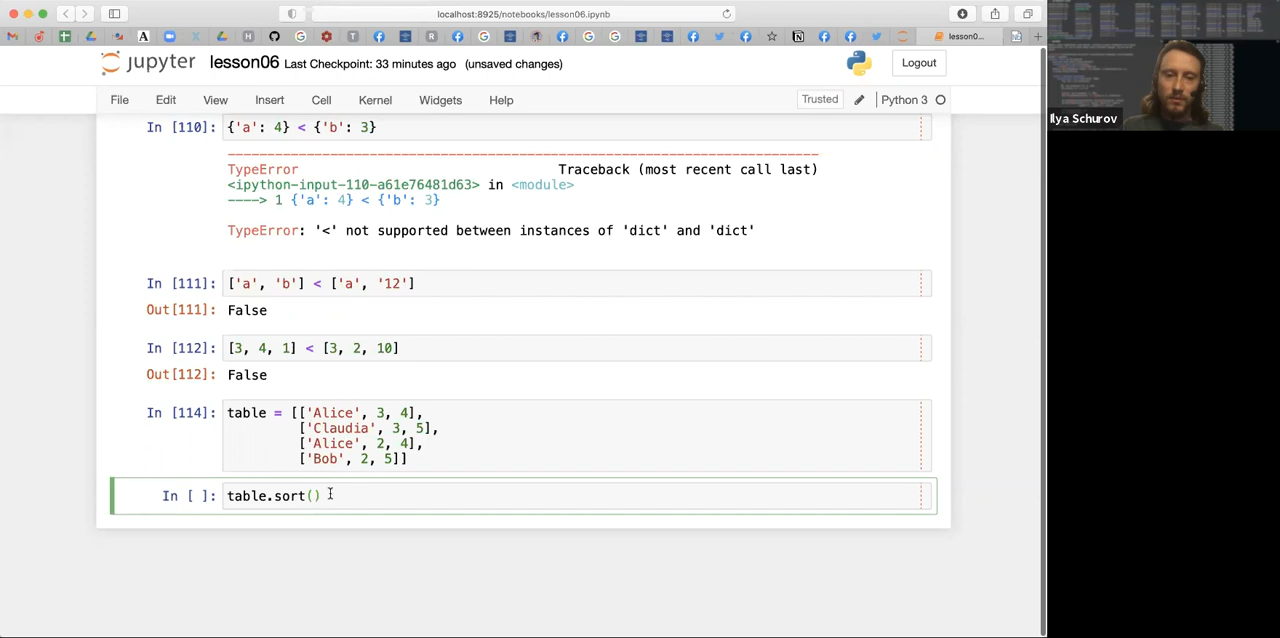 localhost:8925/notebooks/lesson06.ipynb
lesson0...
jupyter lesson06 Last Checkpoint: 33 minutes ago (unsaved changes)
Logout
File Edit View Insert Cell Kernel Widgets Help
Trusted Python 3
In [110]: {'a': 4} < {'b': 3}
---------------------------------------------------------------------------
TypeError Traceback (most recent call last)
<ipython-input-110-a61e76481d63> in <module>
----> 1 {'a': 4} < {'b': 3}
TypeError: '<' not supported between instances of 'dict' and 'dict'
In [111]: ['a', 'b'] < ['a', '12']
Out[111]: False
In [112]: [3, 4, 1] < [3, 2, 10]
Out[112]: False
In [114]: table = [['Alice', 3, 4],
['Claudia', 3, 5],
['Alice', 2, 4],
['Bob', 2, 5]]
In [ ]: table.sort()
Ilya Schurov